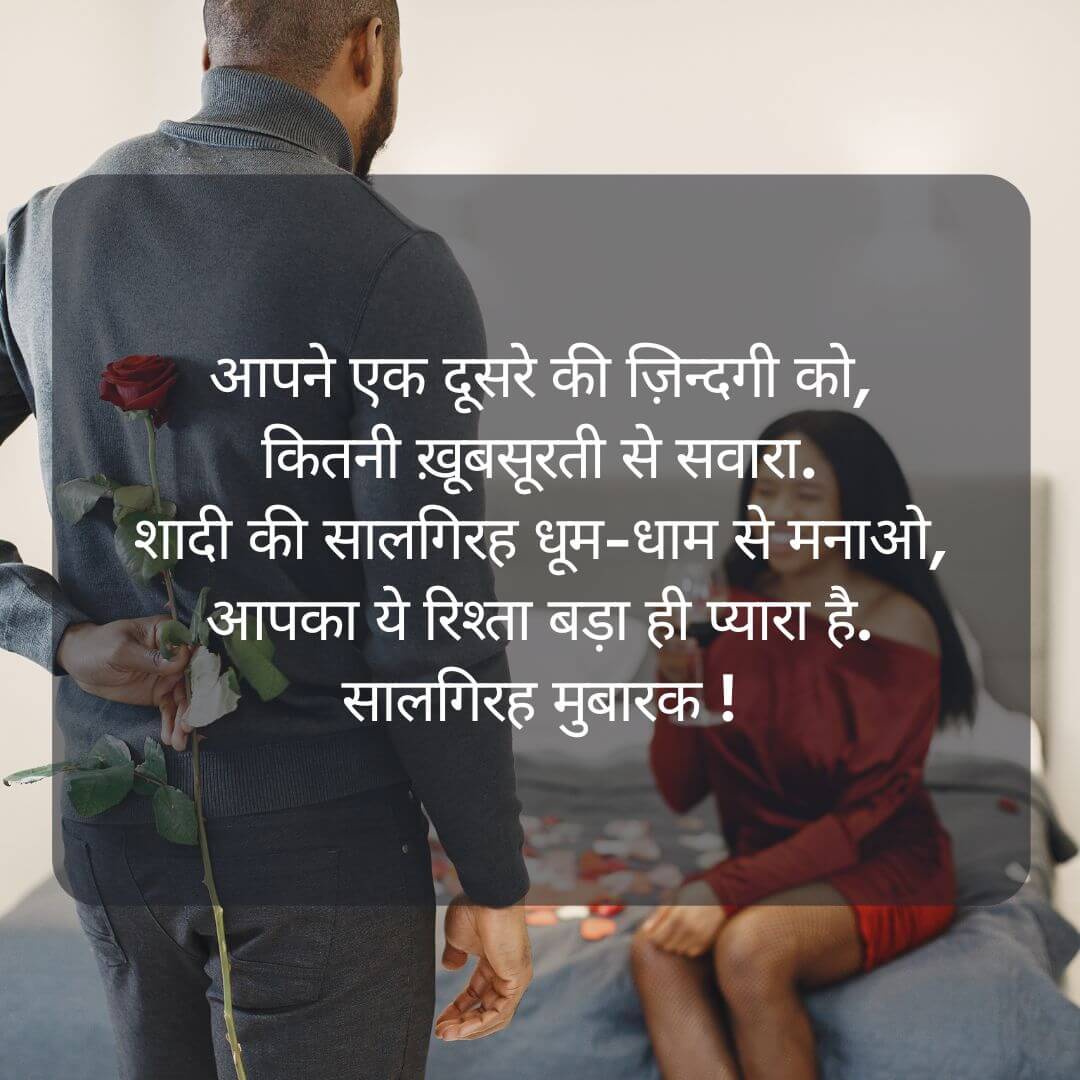 आपने एक दूसरे की ज़िन्दगी को,
कितनी ख़ूबसूरती से सवारा.
शादी की सालगिरह धूम-धाम से मनाओ,
आपका ये रिश्ता बड़ा ही प्यारा है.
सालगिरह मुबारक !